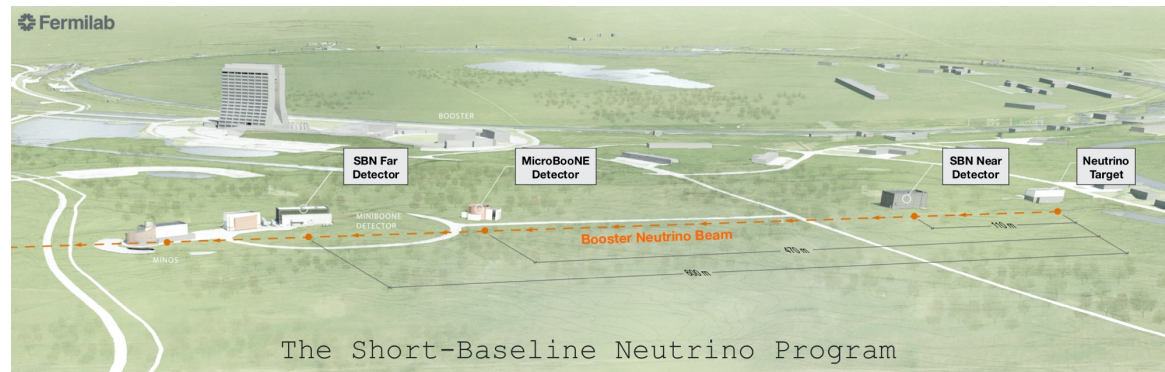 Fermilab
BOOSTER
SBN Far
Detector
MicroBooNE
Detector
SBN Near
Detector
Neutrino
Target
MINIBOONE
DETECTOR
Booster Neutrino Beam
110 m
470 m
600 m
MINOS
The Short-Baseline Neutrino Program